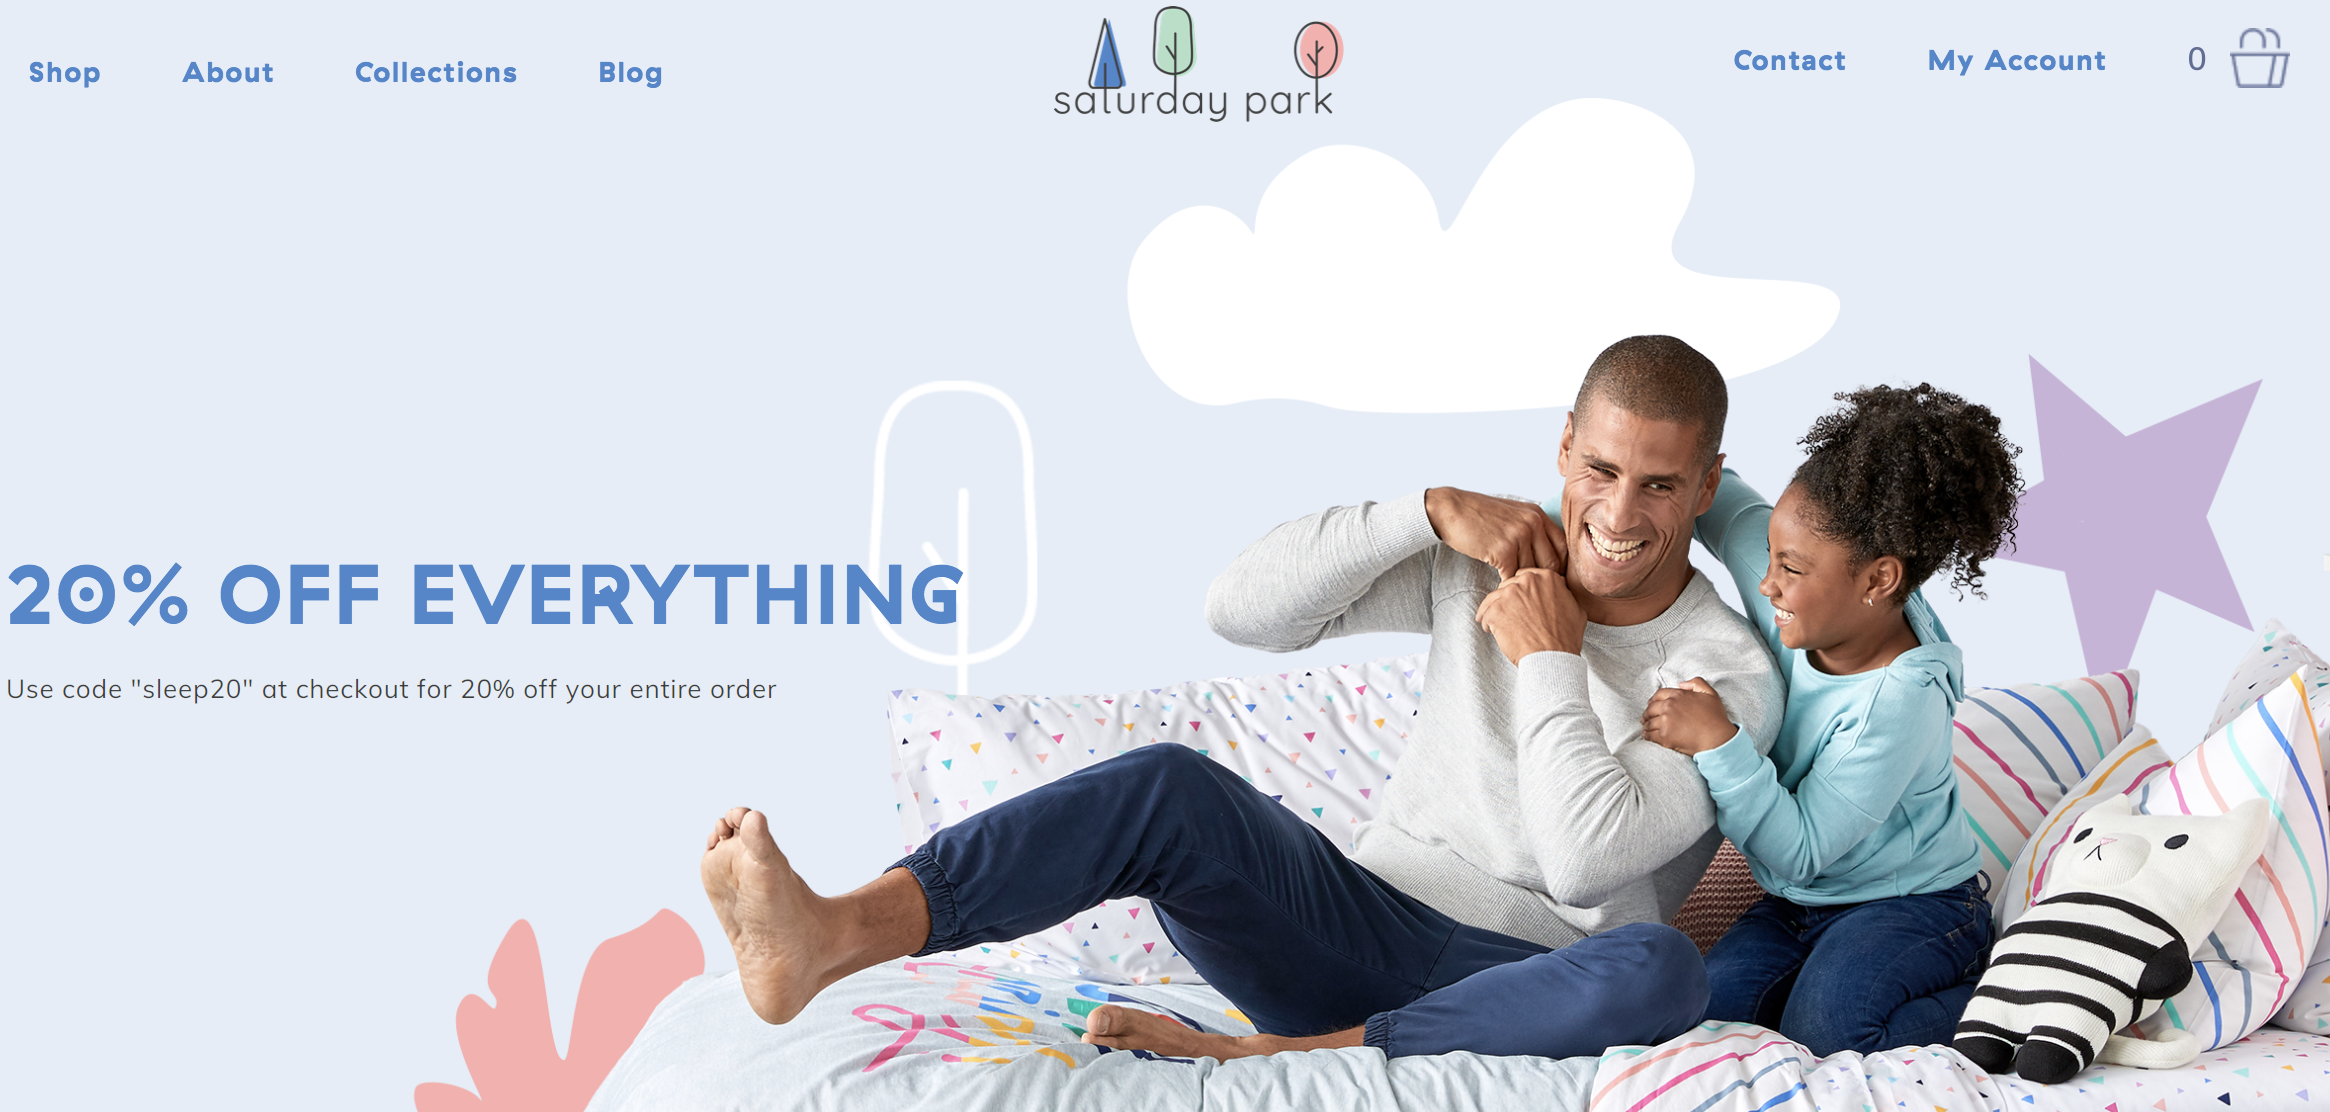 Shop About Collections Blog
saturday park
Contact My Account 0
20% OFF EVERYTHING
Use code "sleep20" at checkout for 20% off your entire order